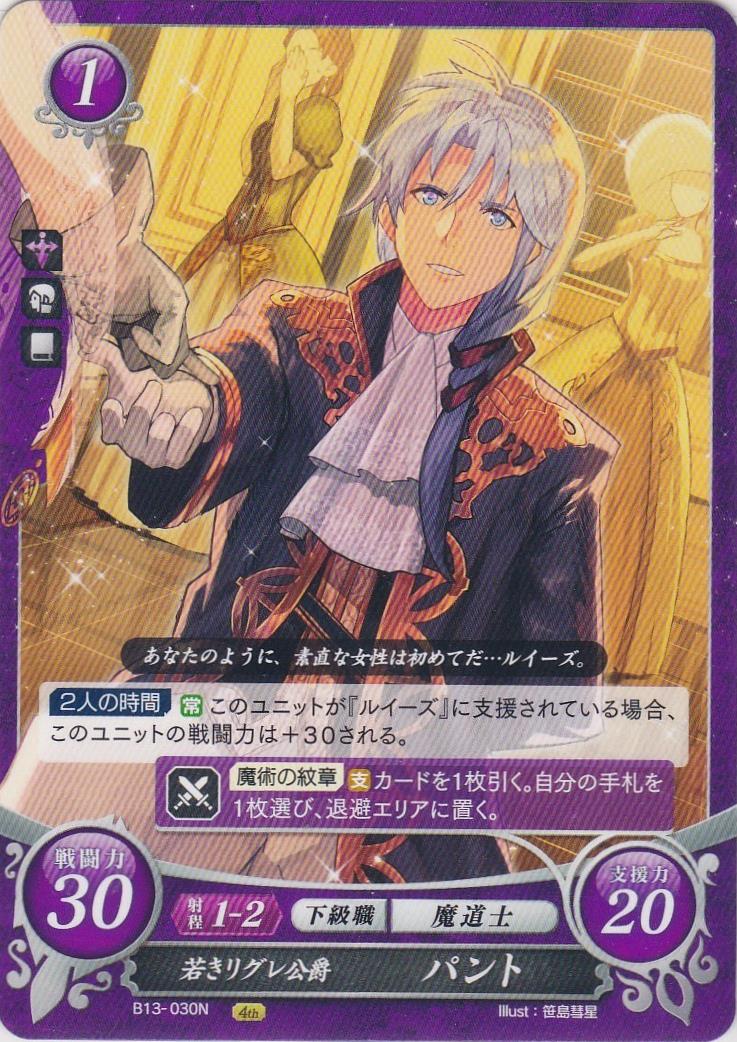 1
あなたのように、素直な女性は初めてだ…ルイーズ。
2人の時間 常 このユニットが『ルイーズ』に支援されている場合、
このユニットの戦闘力は+30される。
魔術の紋章 支 カードを1枚引く。自分の手札を
1枚選び、退避エリアに置く。
戦闘力
30
射程 1-2 下級職 魔道士
支援力
20
若きリグレ公爵 パント
B13-030N 4th Illust:笹島彗星